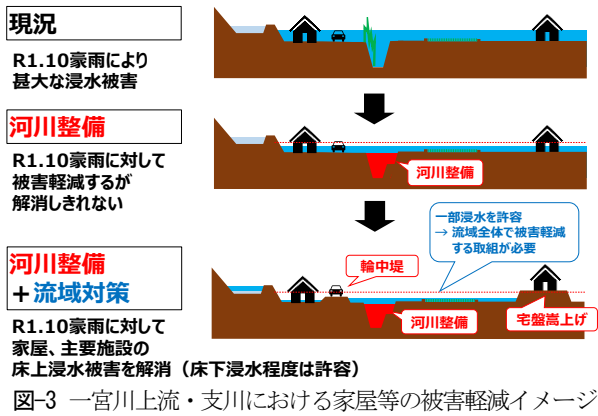 現況
R1.10豪雨により
甚大な浸水被害
河川整備
R1.10豪雨に対して
被害軽減するが
解消しきれない
河川整備
一部浸水を許容
→ 流域全体で被害軽減
する取組が必要
河川整備
+流域対策
輪中堤
河川整備
宅盤嵩上げ
R1.10豪雨に対して
家屋、主要施設の
床上浸水被害を解消（床下浸水程度は許容）
図-3 一宮川上流・支川における家屋等の被害軽減イメージ